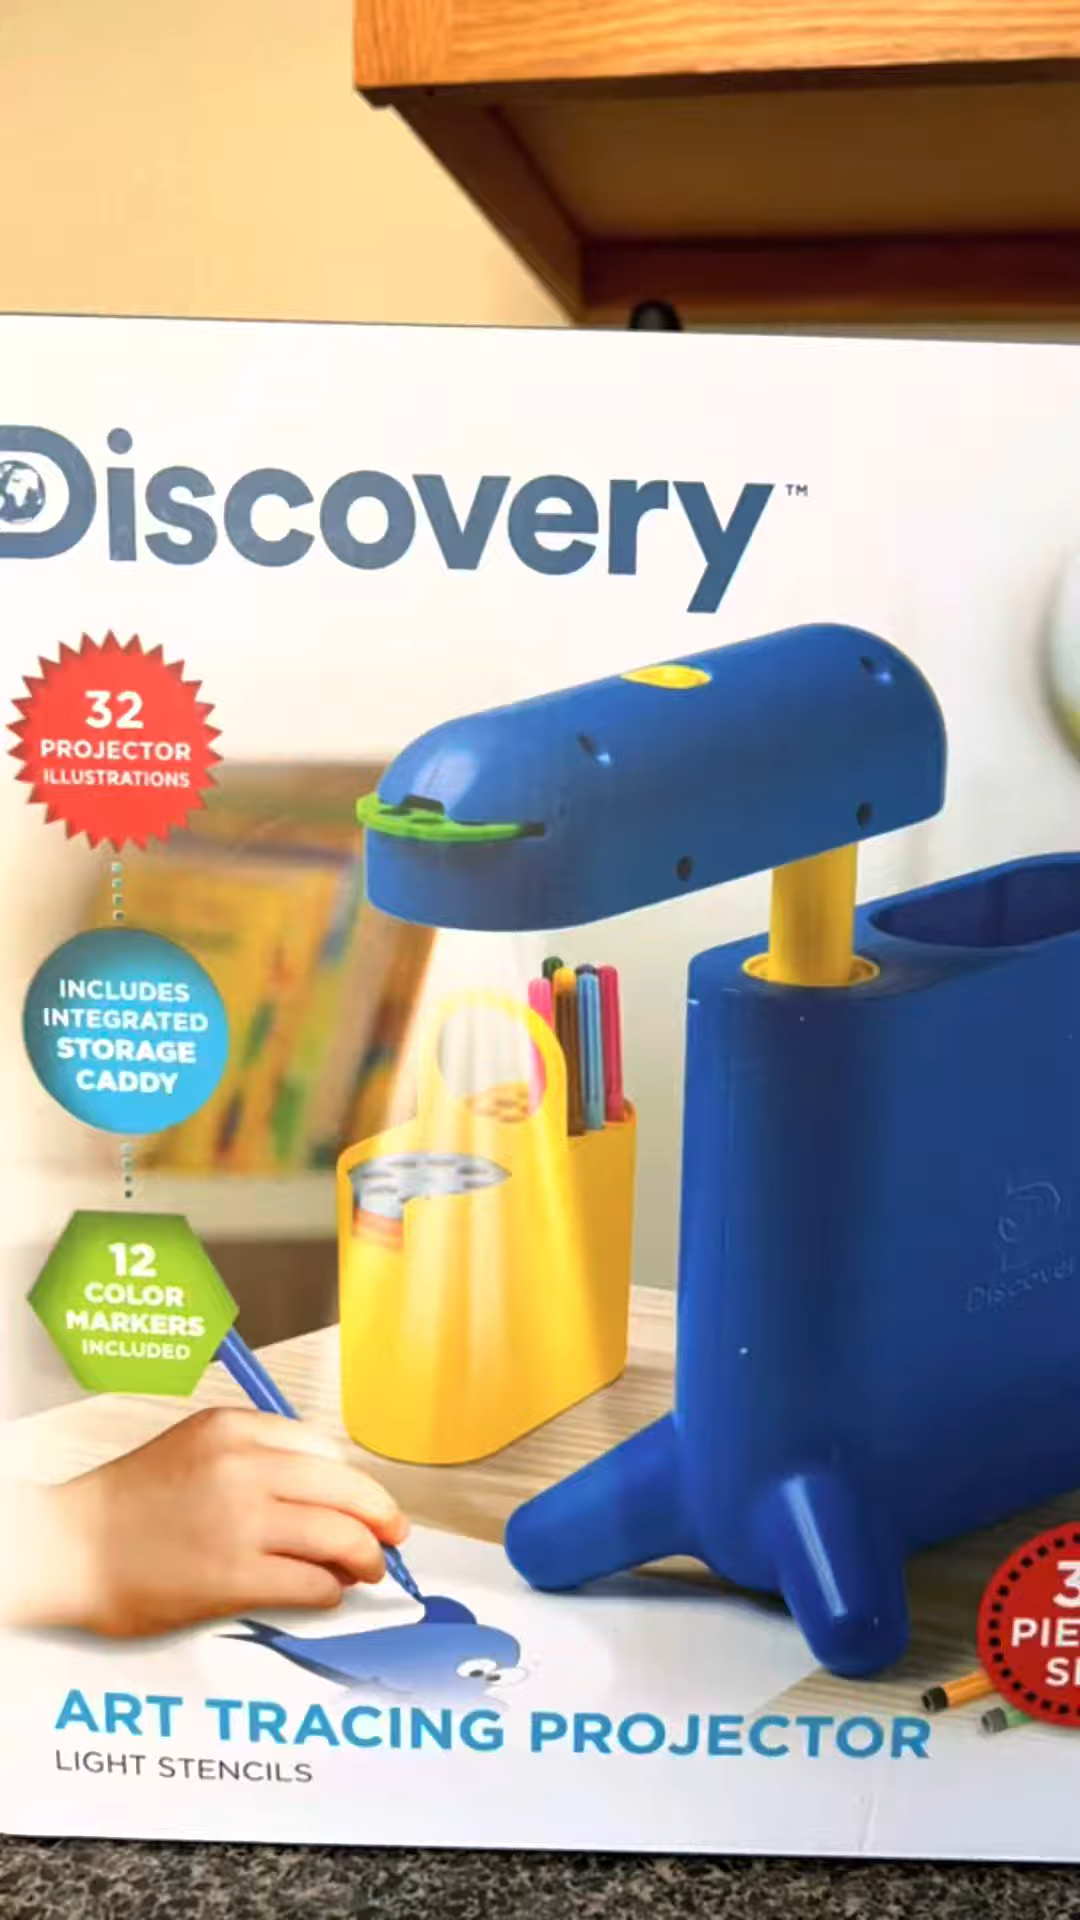 Discovery™
32
PROJECTOR
ILLUSTRATIONS
INCLUDES
INTEGRATED
STORAGE
CADDY
12
COLOR
MARKERS
INCLUDED
ART TRACING PROJECTOR
LIGHT STENCILS